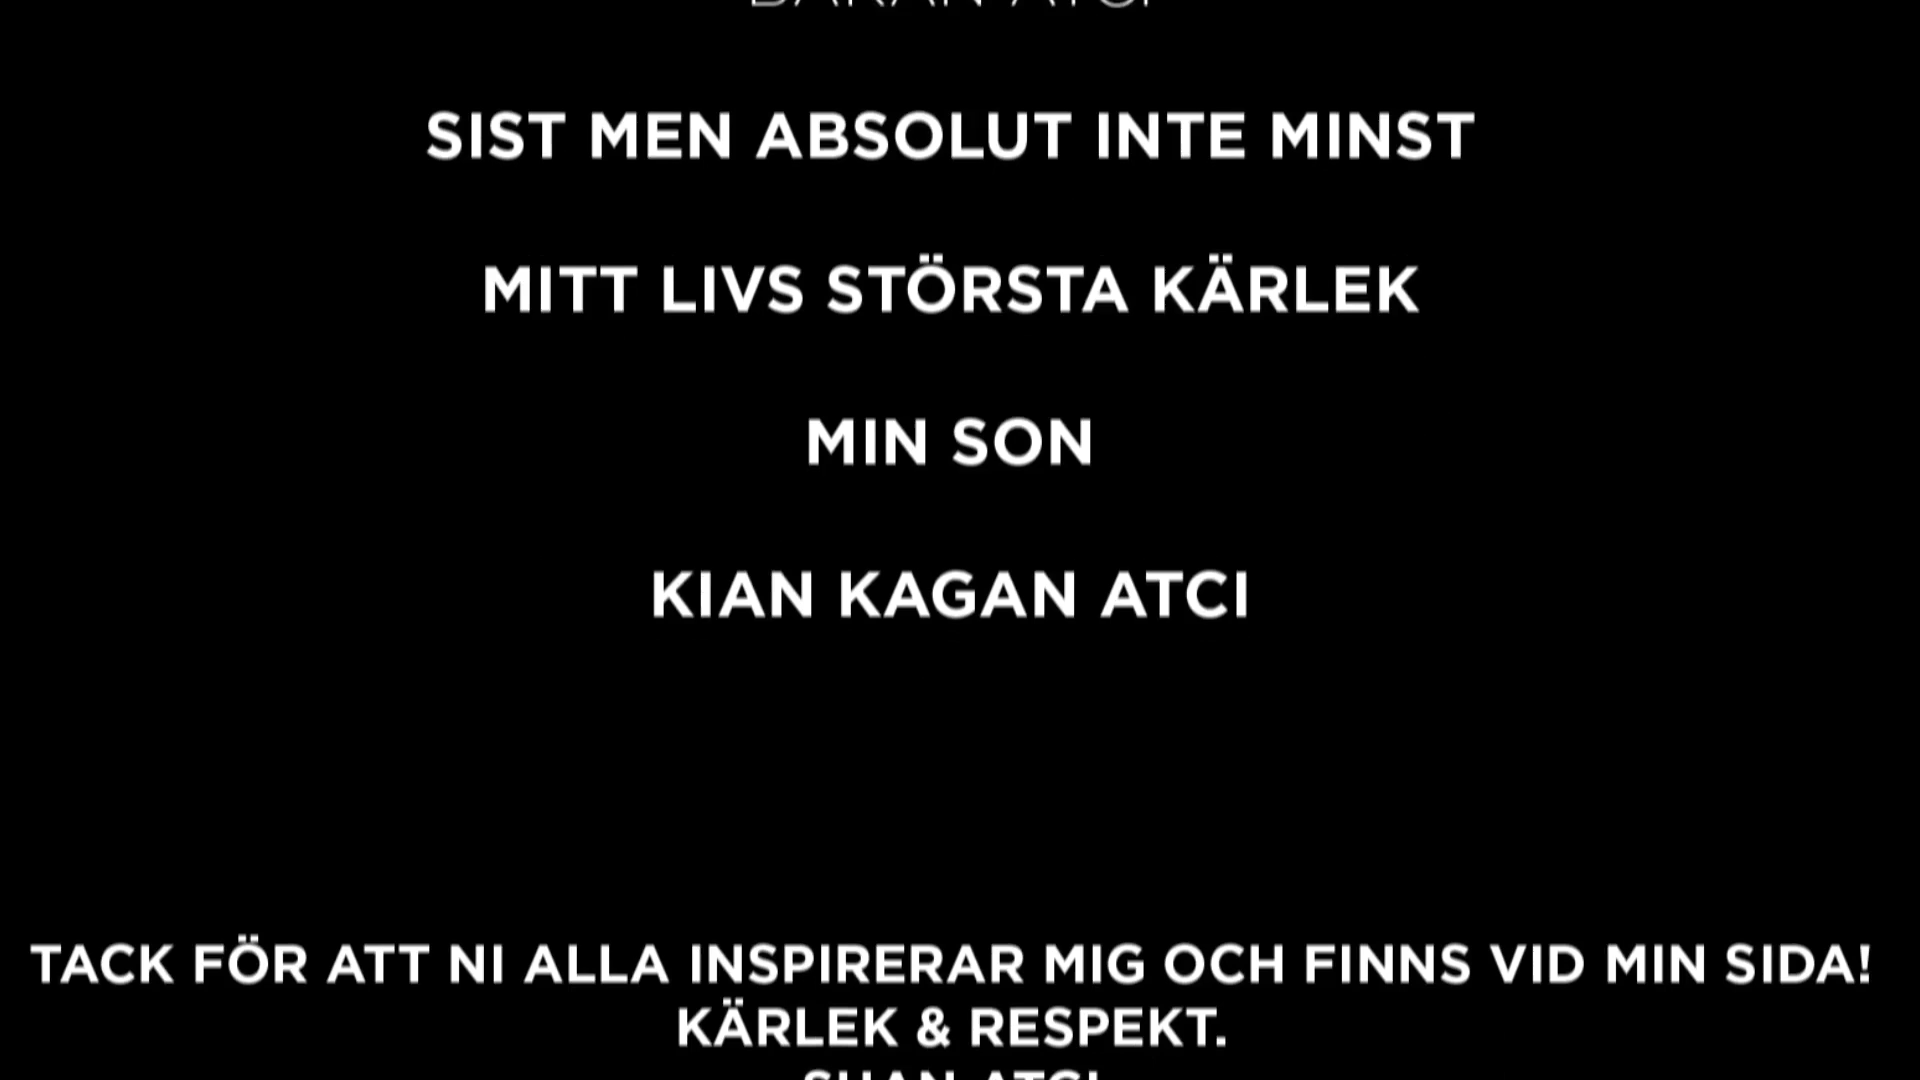 SIST MEN ABSOLUT INTE MINST
MITT LIVS STÖRSTA KÄRLEK
MIN SON
KIAN KAGAN ATCI
TACK FÖR ATT NI ALLA INSPIRERAR MIG OCH FINNS VID MIN SIDA!
KÄRLEK & RESPEKT.
ATCI